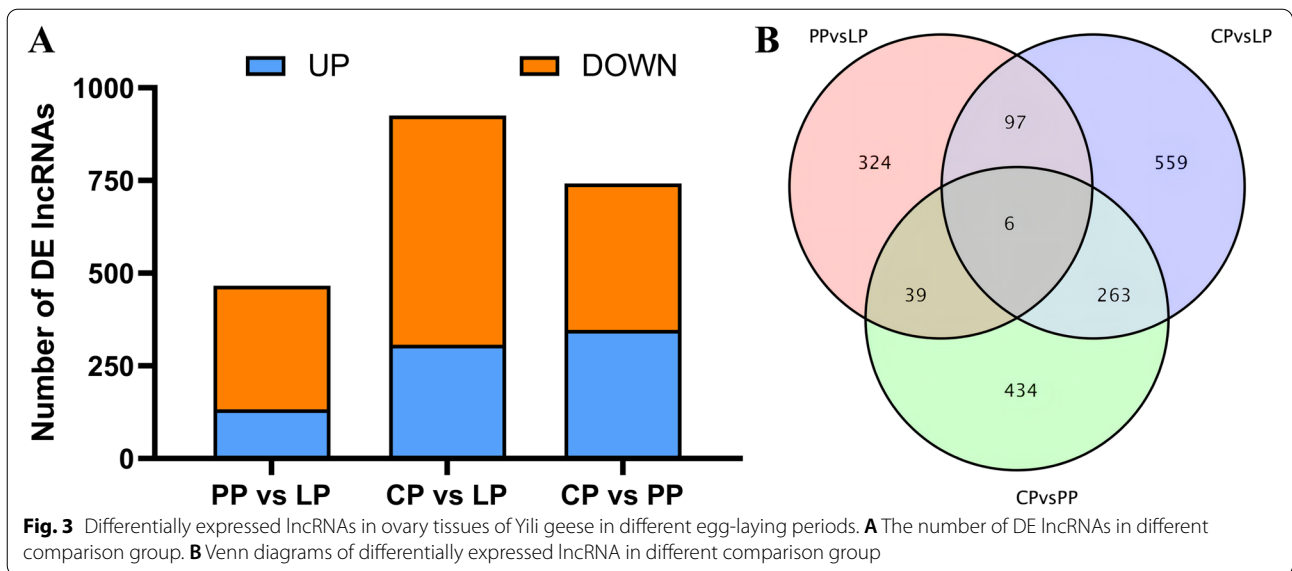 A
UP
DOWN
Number of DE lncRNAs
1000
750
500
250
0
PP vs LP
CP vs LP
CP vs PP
B
PPvsLP
CPvsLP
97
324
559
6
39
263
434
CPvsPP
Fig. 3 Differentially expressed lncRNAs in ovary tissues of Yili geese in different egg-laying periods. A The number of DE lncRNAs in different
comparison group. B Venn diagrams of differentially expressed lncRNA in different comparison group